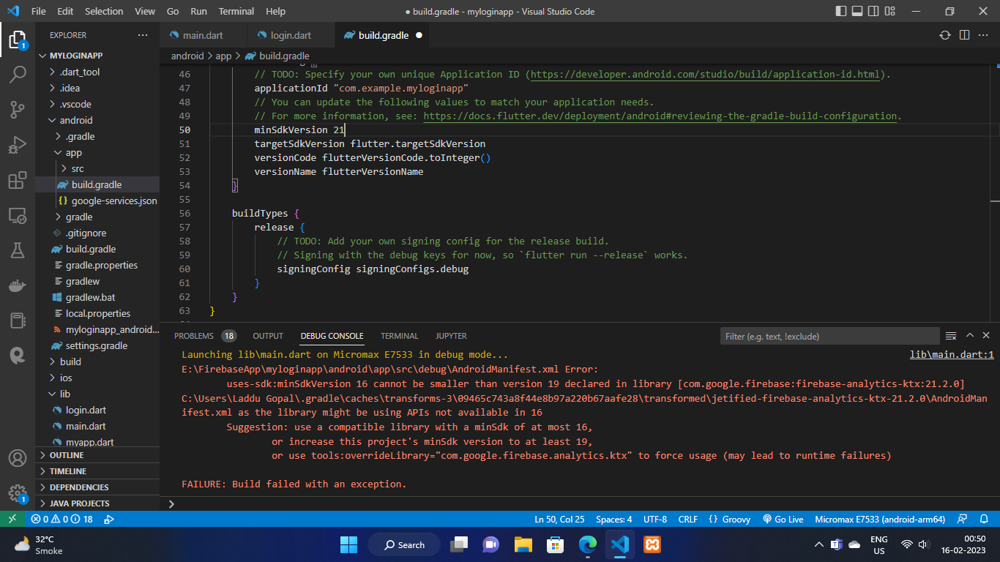 File Edit Selection View Go Run Terminal Help
● build.gradle - myloginapp - Visual Studio Code
EXPLORER
main.dart login.dart build.gradle
MYLOGINAPP
.dart_tool
.idea
.vscode
android
.gradle
app
src
build.gradle
google-services.json
gradle
.gitignore
build.gradle
gradle.properties
gradlew
gradlew.bat
local.properties
myloginapp_android...
settings.gradle
build
ios
lib
login.dart
main.dart
myapp.dart
OUTLINE
TIMELINE
DEPENDENCIES
JAVA PROJECTS
1
1
android > app > build.gradle
46 // TODO: Specify your own unique Application ID (https://developer.android.com/studio/build/application-id.html).
47 applicationId "com.example.myloginapp"
48 // You can update the following values to match your application needs.
49 // For more information, see: https://docs.flutter.dev/deployment/android#reviewing-the-gradle-build-configuration.
50 minSdkVersion 21
51 targetSdkVersion flutter.targetSdkVersion
52 versionCode flutterVersionCode.toInteger()
53 versionName flutterVersionName
54 }
55
56 buildTypes {
57 release {
58 // TODO: Add your own signing config for the release build.
59 // Signing with the debug keys for now, so `flutter run --release` works.
60 signingConfig signingConfigs.debug
61 }
62 }
63 }
PROBLEMS 18 OUTPUT DEBUG CONSOLE TERMINAL JUPYTER
Filter (e.g. text, !exclude)
Launching lib\main.dart on Micromax E7533 in debug mode...
lib\main.dart:1
E:\FirebaseApp\myloginapp\android\app\src\debug\AndroidManifest.xml Error:
uses-sdk:minSdkVersion 16 cannot be smaller than version 19 declared in library [com.google.firebase:firebase-analytics-ktx:21.2.0]
C:\Users\Laddu Gopal\.gradle\caches\transforms-3\09465c743a8f44e8b97a220b67aafe28\transformed\jetified-firebase-analytics-ktx-21.2.0\AndroidMan
ifest.xml as the library might be using APIs not available in 16
Suggestion: use a compatible library with a minSdk of at most 16,
or increase this project's minSdk version to at least 19,
or use tools:overrideLibrary="com.google.firebase.analytics.ktx" to force usage (may lead to runtime failures)
FAILURE: Build failed with an exception.
0 0 18
Ln 50, Col 25 Spaces: 4 UTF-8 CRLF {} Groovy Go Live Micromax E7533 (android-arm64)
32°C
Smoke
Search
ENG
US
00:50
16-02-2023